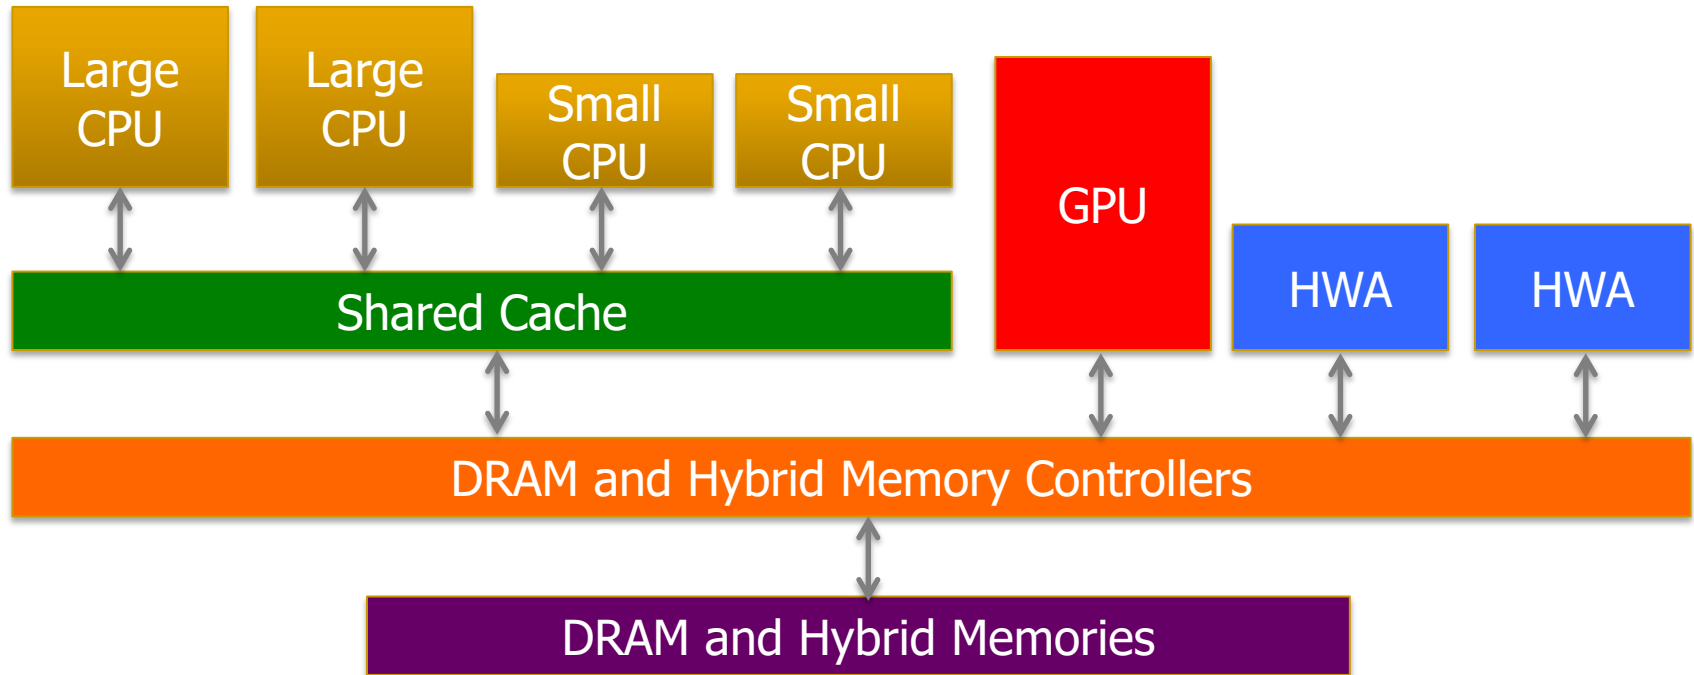 Large
CPU
Large
CPU
Small
CPU
Small
CPU
GPU
HWA
HWA
Shared Cache
DRAM and Hybrid Memory Controllers
DRAM and Hybrid Memories